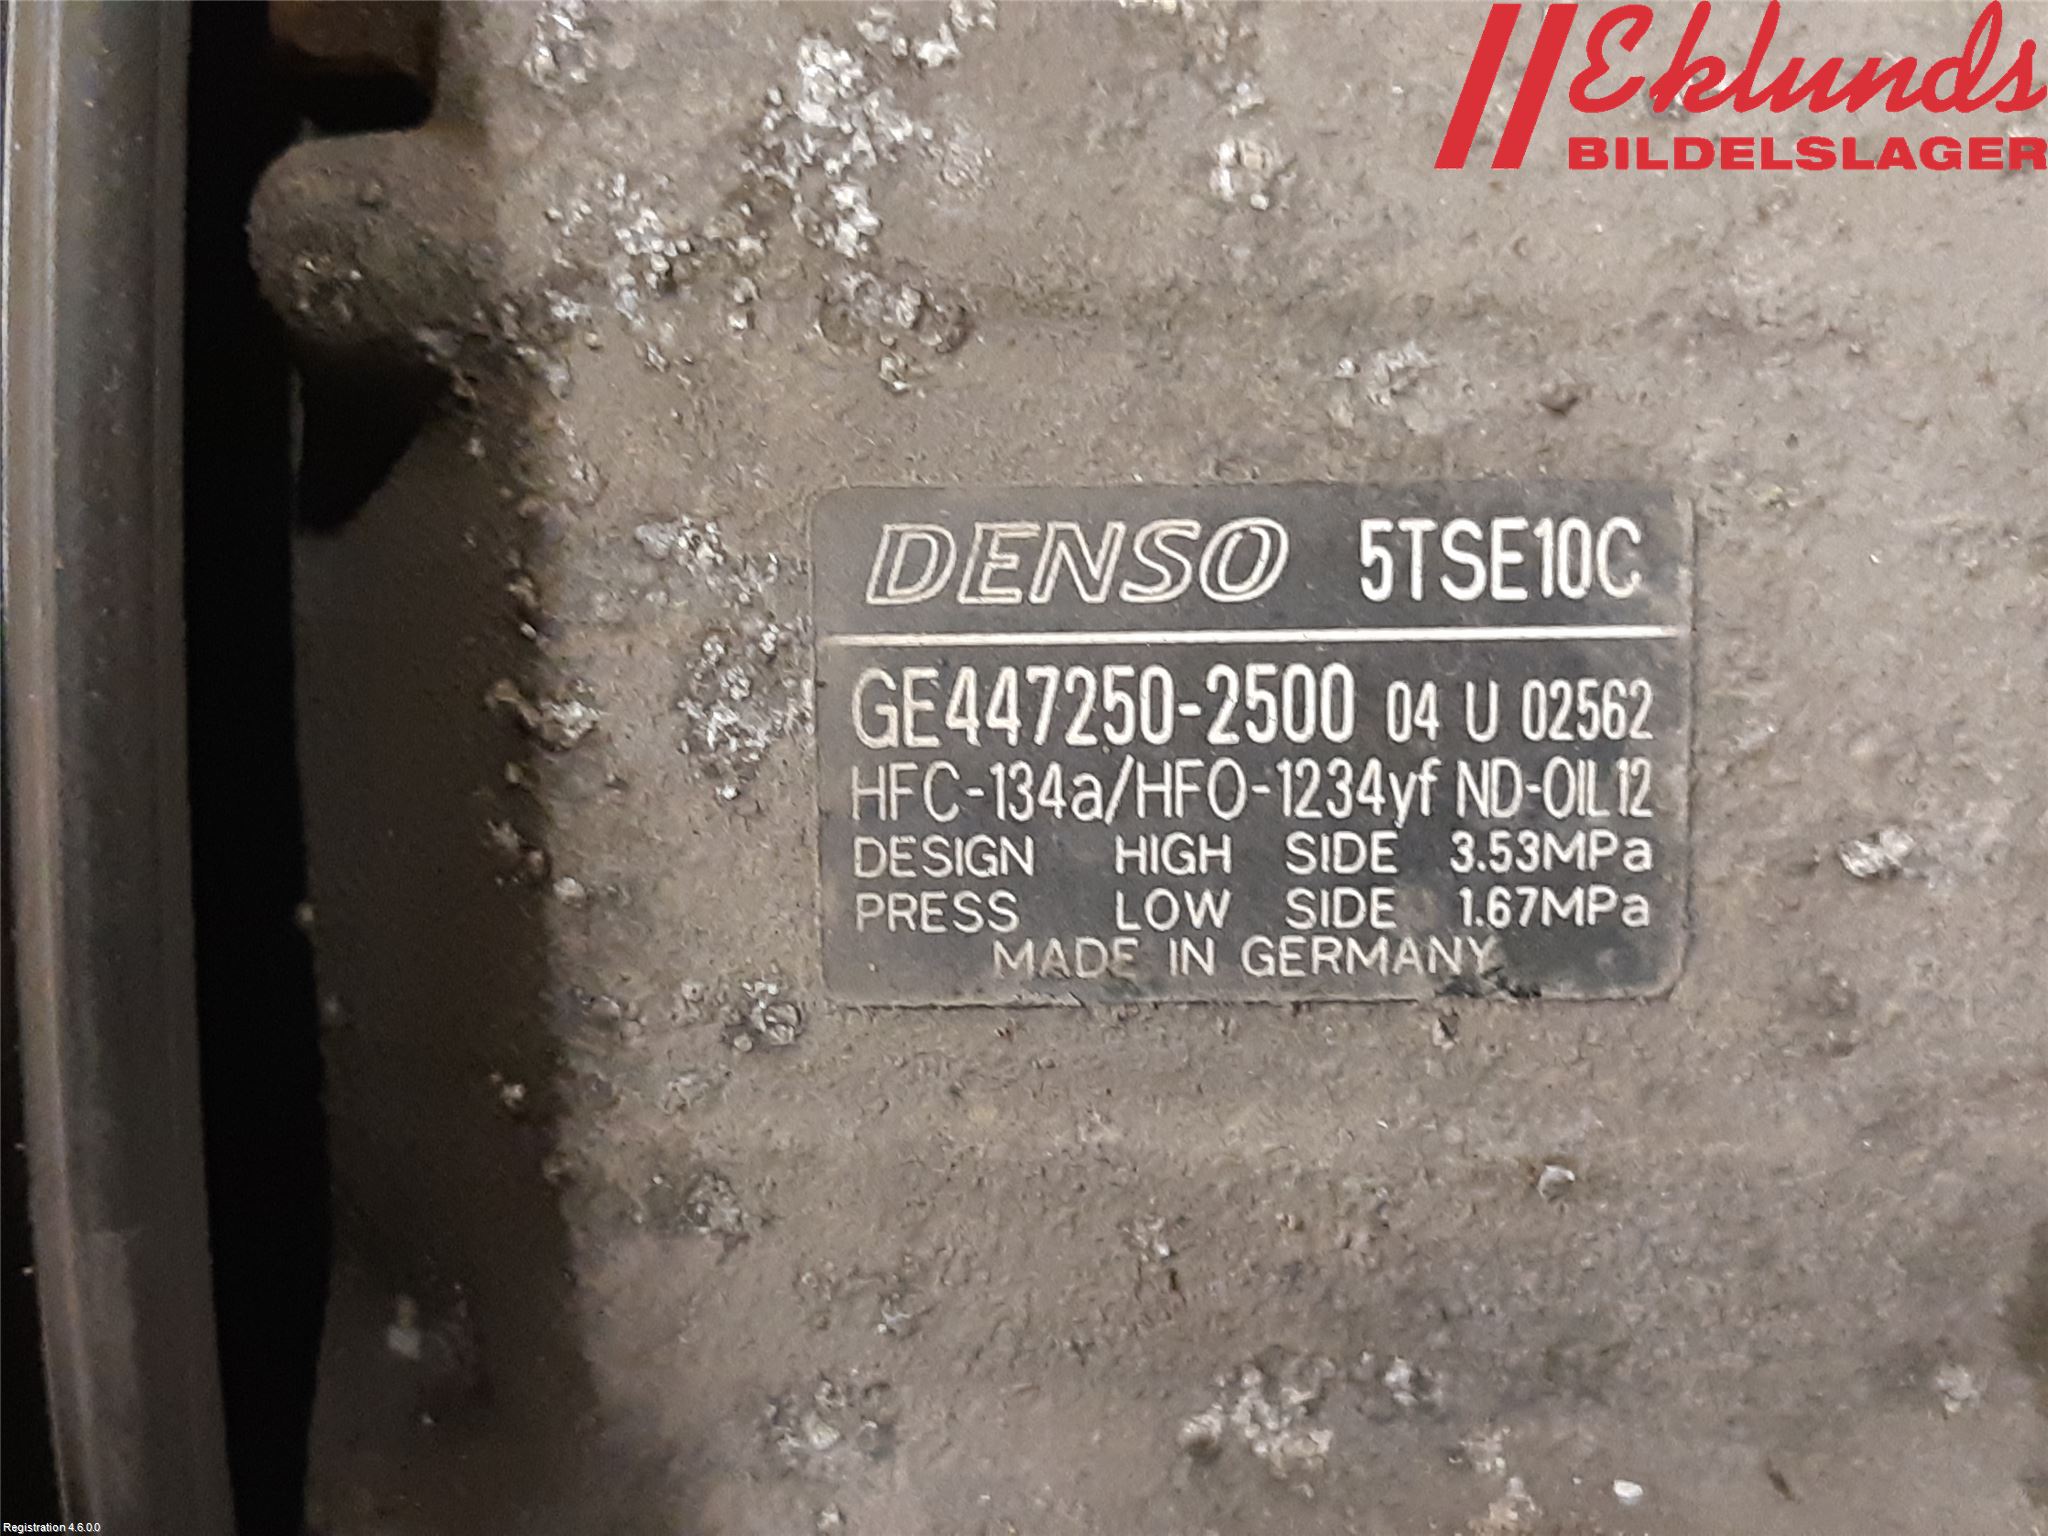 Eklunds
BILDELSLAGER
DENSO 5TSE10C
GE447250-2500 04 U 02562
HFC-134a/HFO-1234yf ND-OIL12
DESIGN HIGH SIDE 3.53MPa
PRESS LOW SIDE 1.67MPa
MADE IN GERMANY
Registration 4.6.0.0